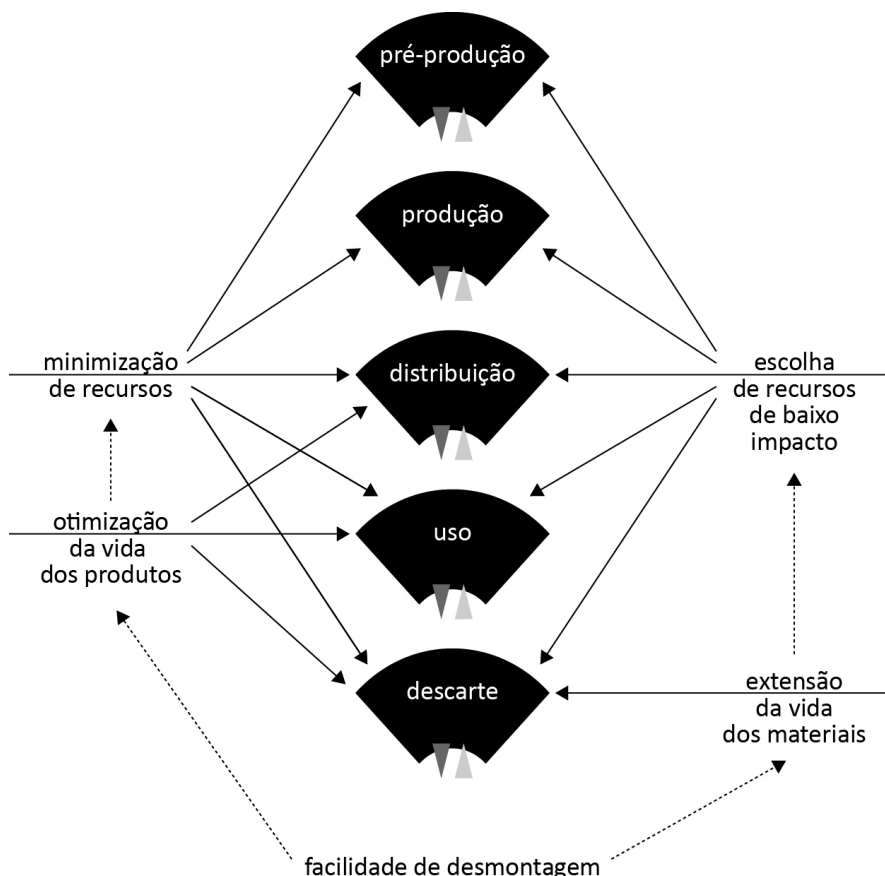 pré-produção
produção
minimização
de recursos
distribuição
escolha
de recursos
de baixo
impacto
otimização
da vida
dos produtos
uso
descarte
extensão
da vida
dos materiais
facilidade de desmontagem